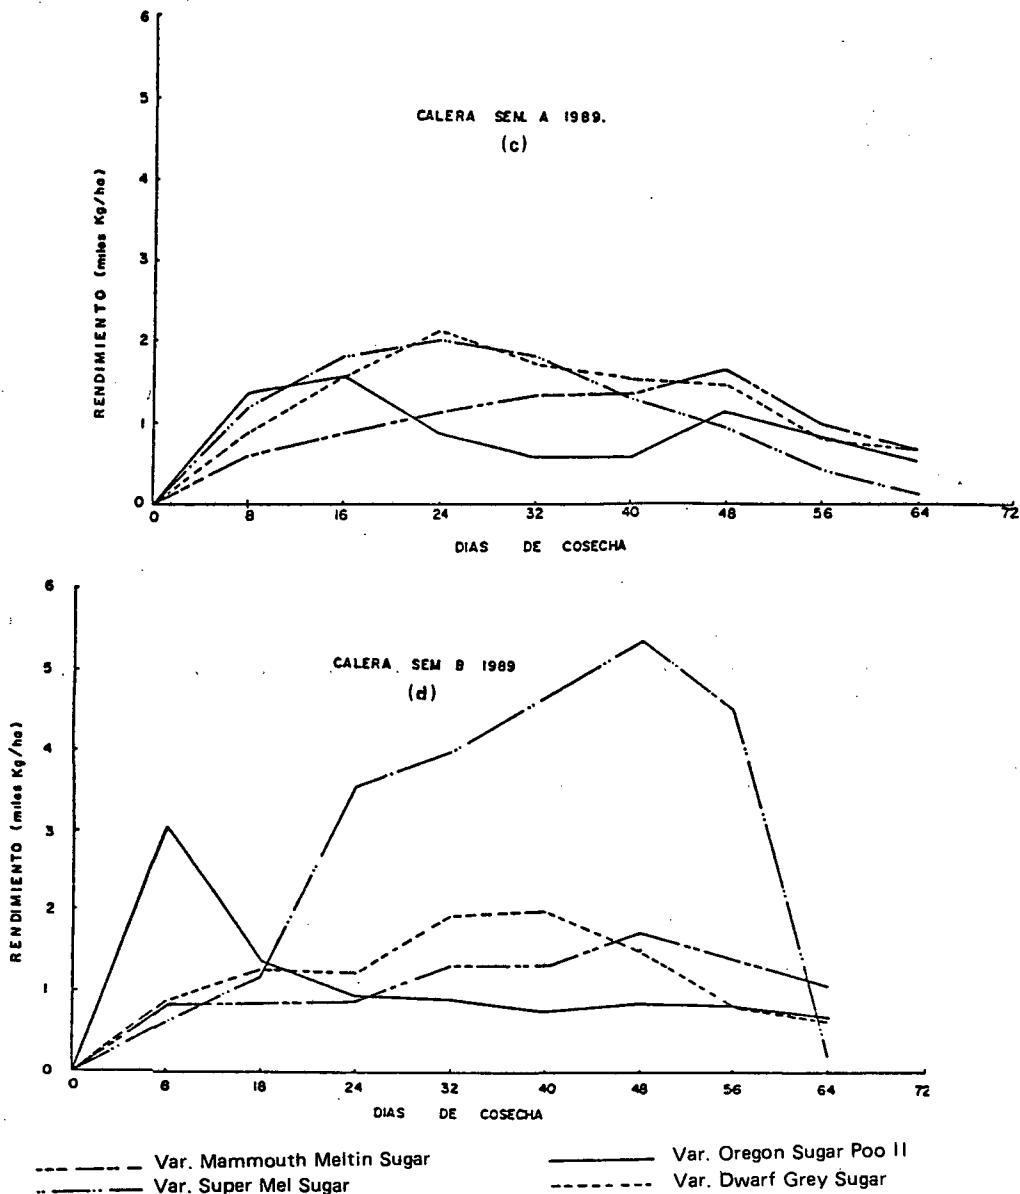 6
5
CALERA SEM. A 1989.
(c)
4
3
2
1
0
RENDIMIENTO (miles Kg/ha)
0 8 16 24 32 40 48 56 64 72
DIAS DE COSECHA
6
5
CALERA SEM B 1989
(d)
4
3
2
1
0
RENDIMIENTO (miles Kg/ha)
0 8 18 24 32 40 48 56 64 72
DIAS DE COSECHA
Var. Mammouth Meltin Sugar
Var. Oregon Sugar Poo II
Var. Super Mel Sugar
Var. Dwarf Grey Sugar